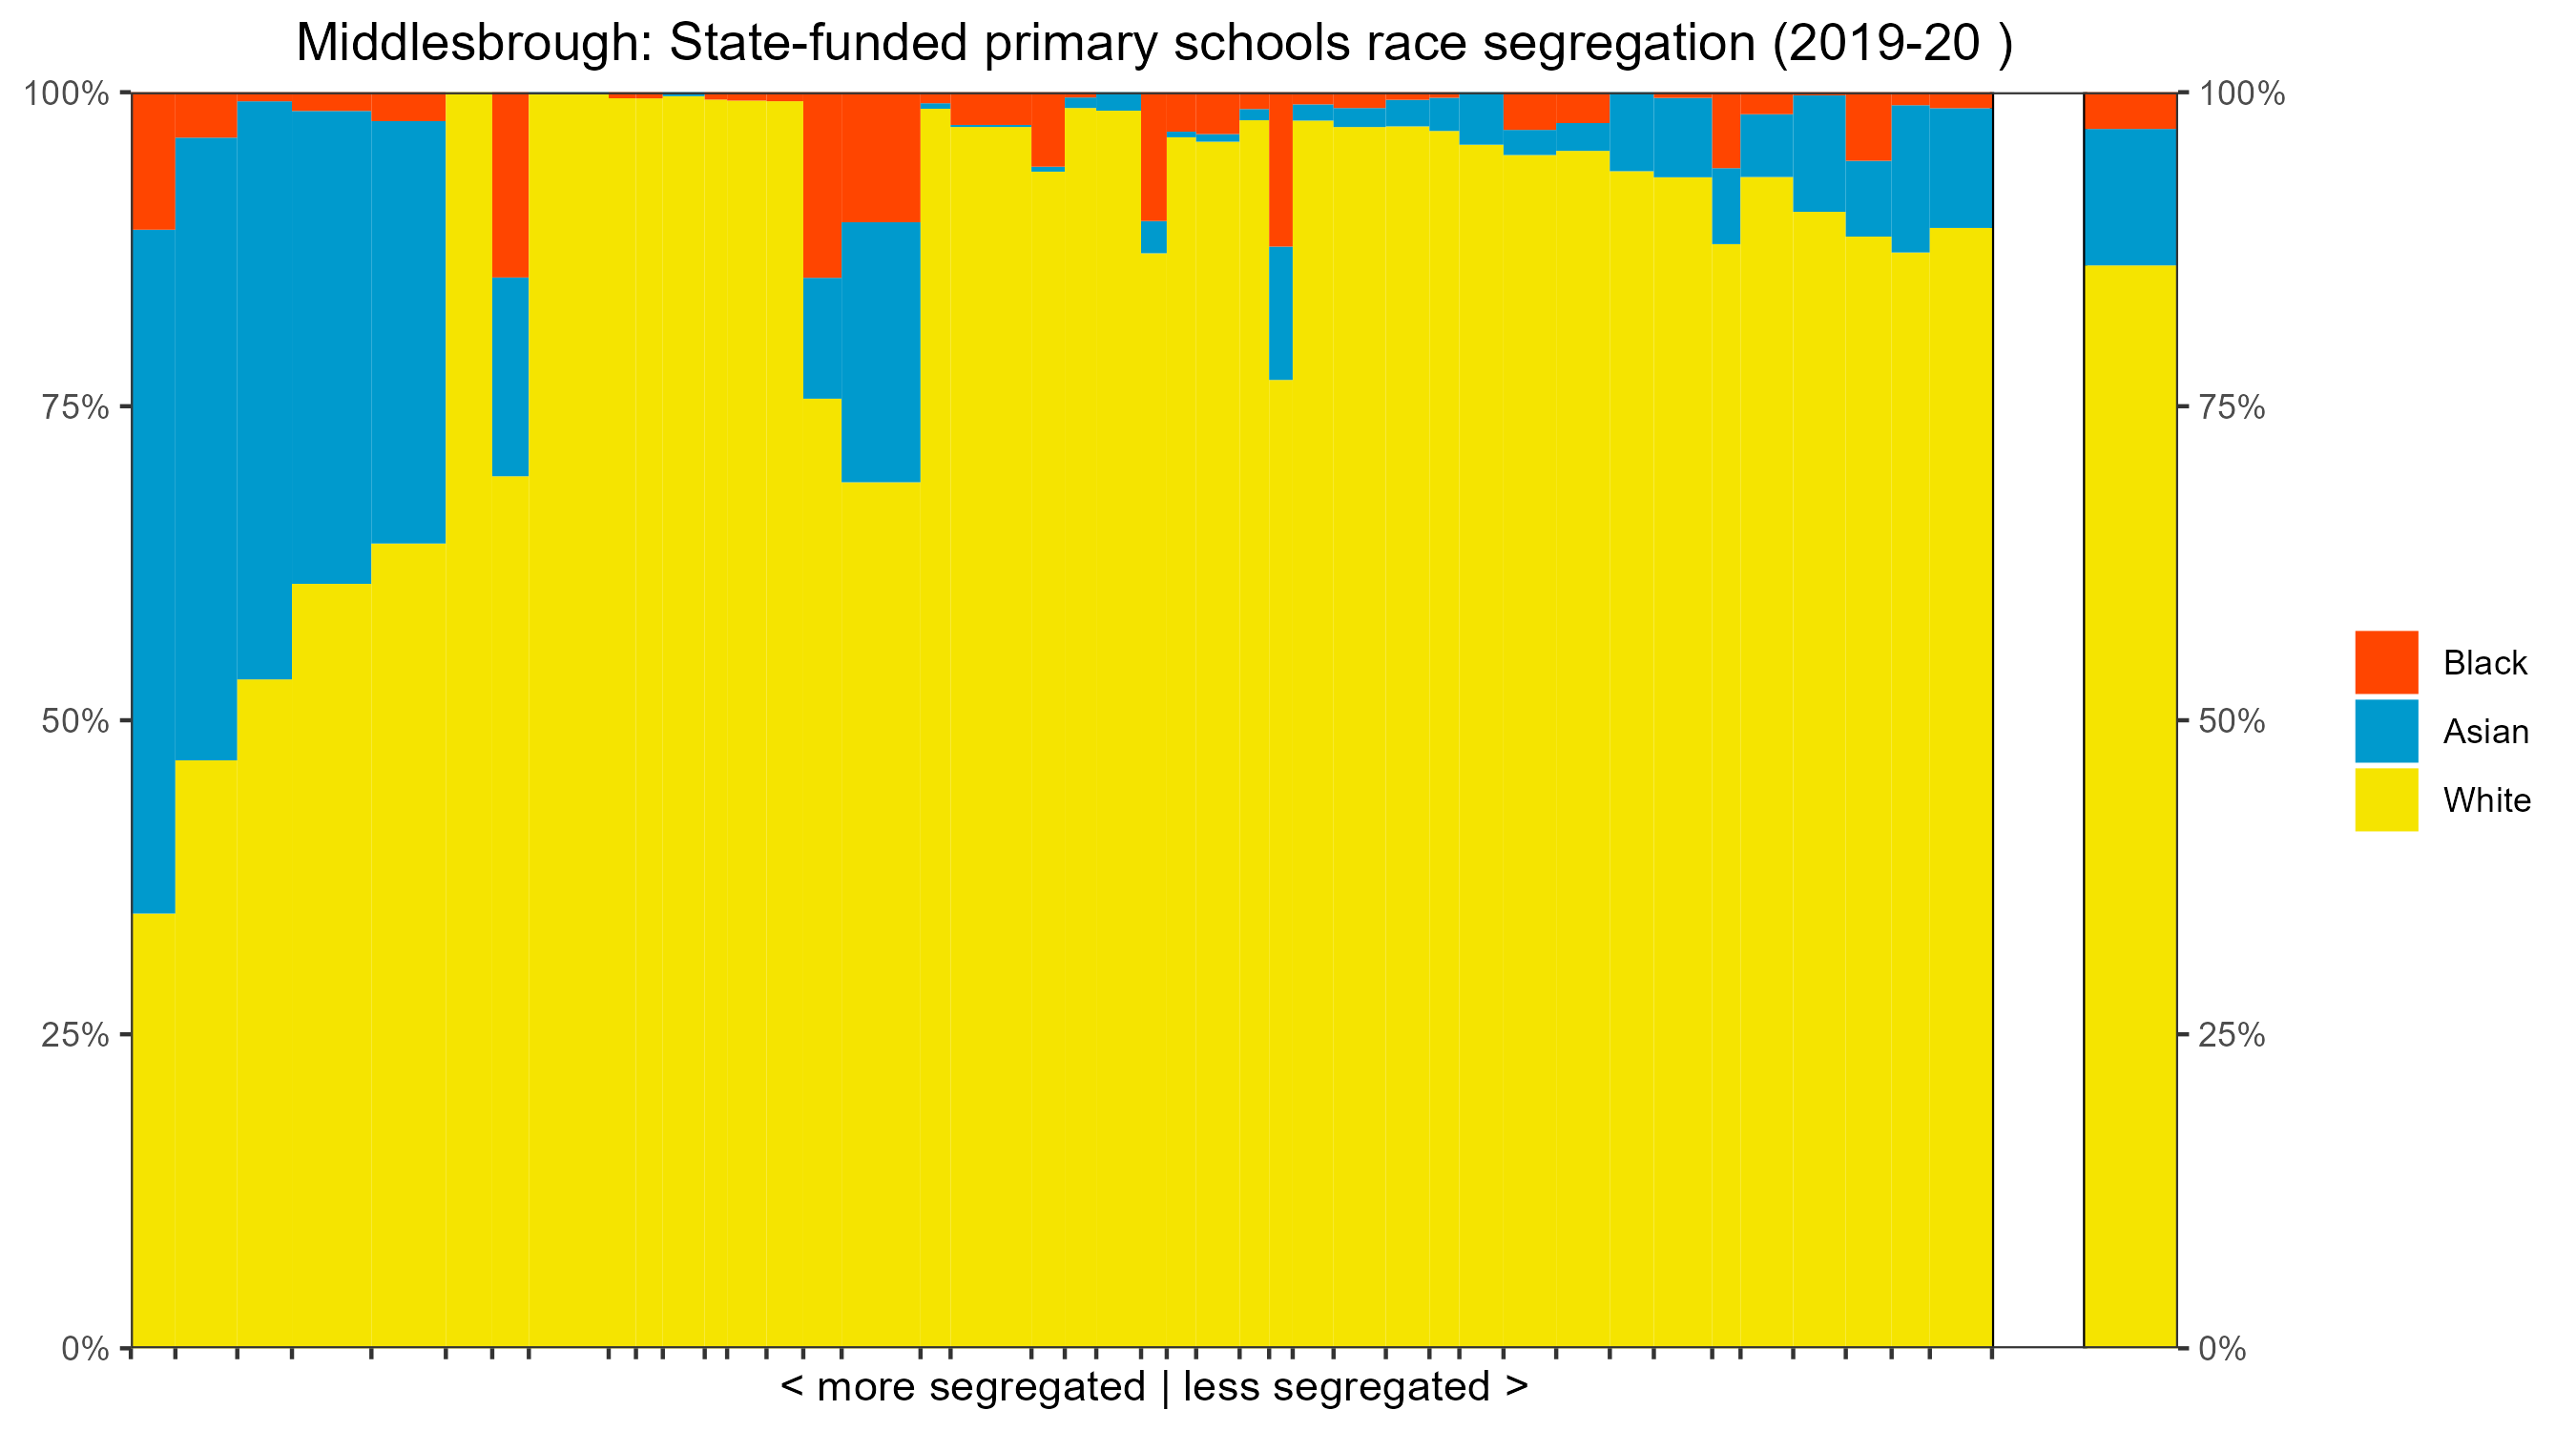 Middlesbrough: State-funded primary schools race segregation (2019-20 )
100%
75%
50%
25%
0%
100%
75%
50%
25%
0%
Black
Asian
White
< more segregated | less segregated >